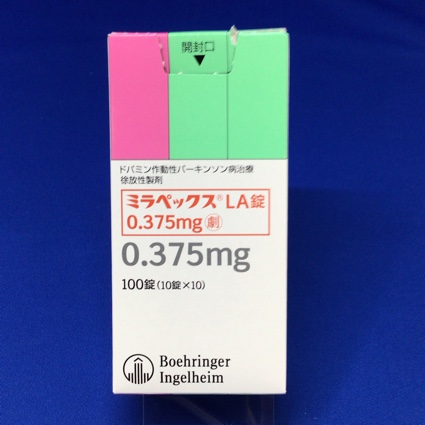 開封口
ドパミン作動性パーキンソン病治療
徐放性製剤
ミラペックス® LA錠
0.375mg 劇
0.375mg
100錠 (10錠×10)
Boehringer
Ingelheim